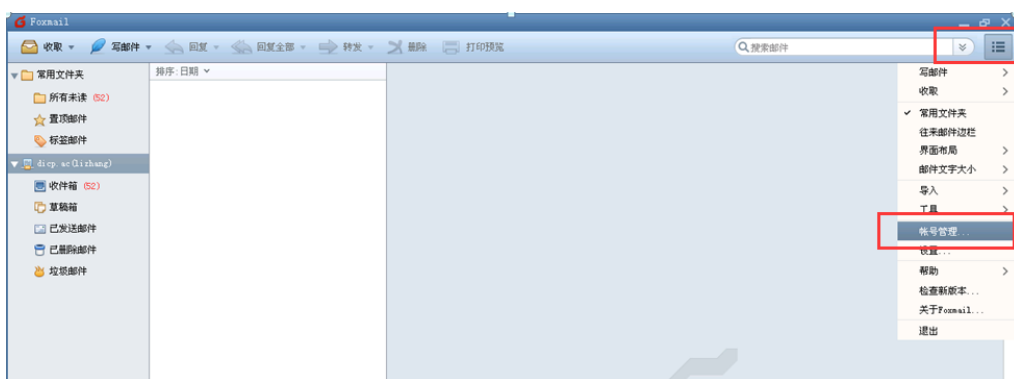 Foxmail
收取 写邮件 回复 回复全部 转发 删除 打印预览 搜索邮件
常用文件夹
所有未读 (52)
置顶邮件
标签邮件
dicp.ac(lizhang)
收件箱 (52)
草稿箱
已发送邮件
已删除邮件
垃圾邮件
排序:日期
写邮件
收取
常用文件夹
往来邮件边栏
界面布局
邮件文字大小
导入
工具
帐号管理...
设置...
帮助
检查新版本...
关于Foxmail...
退出